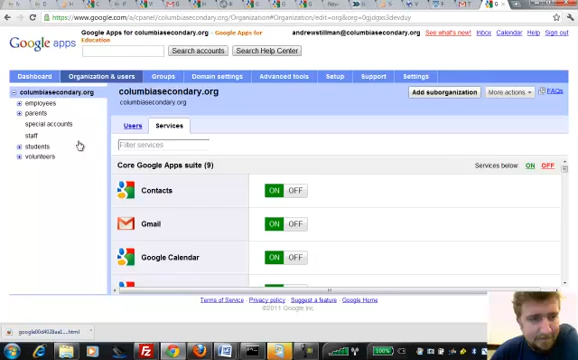 https://www.google.com/a/cpanel/columbiasecondary.org/Organization#Organization/edit=org&org=
Google apps
Google Apps for columbiasecondary.org - Google Apps for
Education
andrewstillman@columbiasecondary.org See what's new! Inbox Calendar Help Sign out
Search accounts Search Help Center
Dashboard Organization & users Groups Domain settings Advanced tools Setup Support Settings
columbiasecondary.org
employees
parents
special accounts
staff
students
volunteers
columbiasecondary.org
columbiasecondary.org
Add suborganization More actions FAQs
Users Services
Filter services
Core Google Apps suite (9) Services below ON OFF
Contacts ON OFF
Gmail ON OFF
Google Calendar ON OFF
Terms of Service - Privacy policy - Suggest a feature - Google Home
©2011 Google Inc.
100%